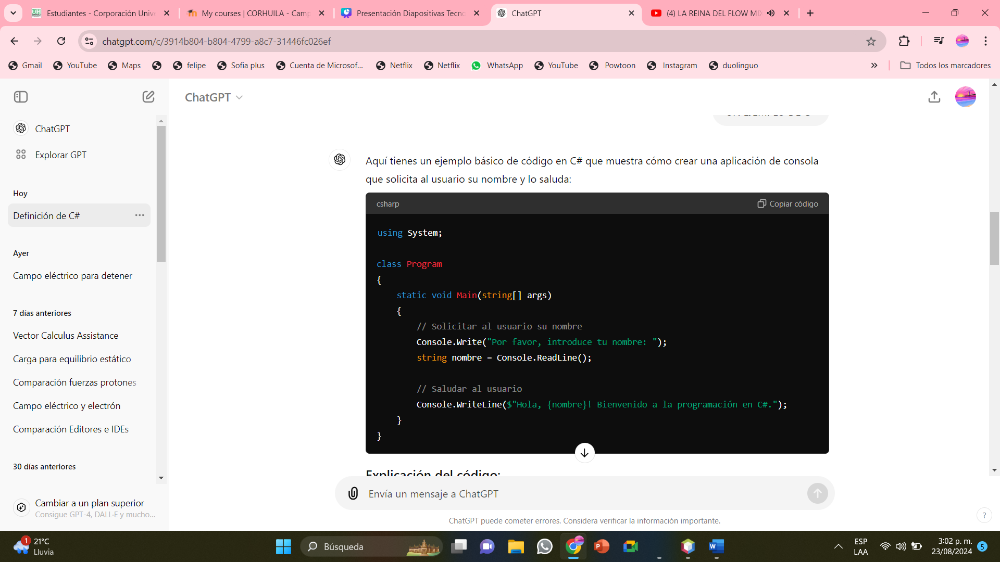 Estudiantes - Corporación Univ
My courses | CORHUILA - Camp
Presentación Diapositivas Tecno
ChatGPT
(4) LA REINA DEL FLOW MIX
chatgpt.com/c/3914b804-b804-4799-a8c7-31446fc026ef
Gmail
YouTube
Maps
felipe
Sofia plus
Cuenta de Microsof...
Netflix
Netflix
WhatsApp
YouTube
Powtoon
Instagram
duolinguo
Todos los marcadores
ChatGPT
Explorar GPT
Hoy
Definición de C#
Ayer
Campo eléctrico para detener
7 días anteriores
Vector Calculus Assistance
Carga para equilibrio estático
Comparación fuerzas protones
Campo eléctrico y electrón
Comparación Editores e IDEs
30 días anteriores
Cambiar a un plan superior
Consigue GPT-4, DALL·E y mucho...
ChatGPT
Aquí tienes un ejemplo básico de código en C# que muestra cómo crear una aplicación de consola
que solicita al usuario su nombre y lo saluda:
csharp
Copiar código
using System;
class Program
{
static void Main(string[] args)
{
// Solicitar al usuario su nombre
Console.Write("Por favor, introduce tu nombre: ");
string nombre = Console.ReadLine();
// Saludar al usuario
Console.WriteLine($"Hola, {nombre}! Bienvenido a la programación en C#.");
}
}
Explicación del código:
Envía un mensaje a ChatGPT
ChatGPT puede cometer errores. Considera verificar la información importante.
?
1
21°C
Lluvia
Búsqueda
ESP
LAA
3:02 p. m.
23/08/2024
5